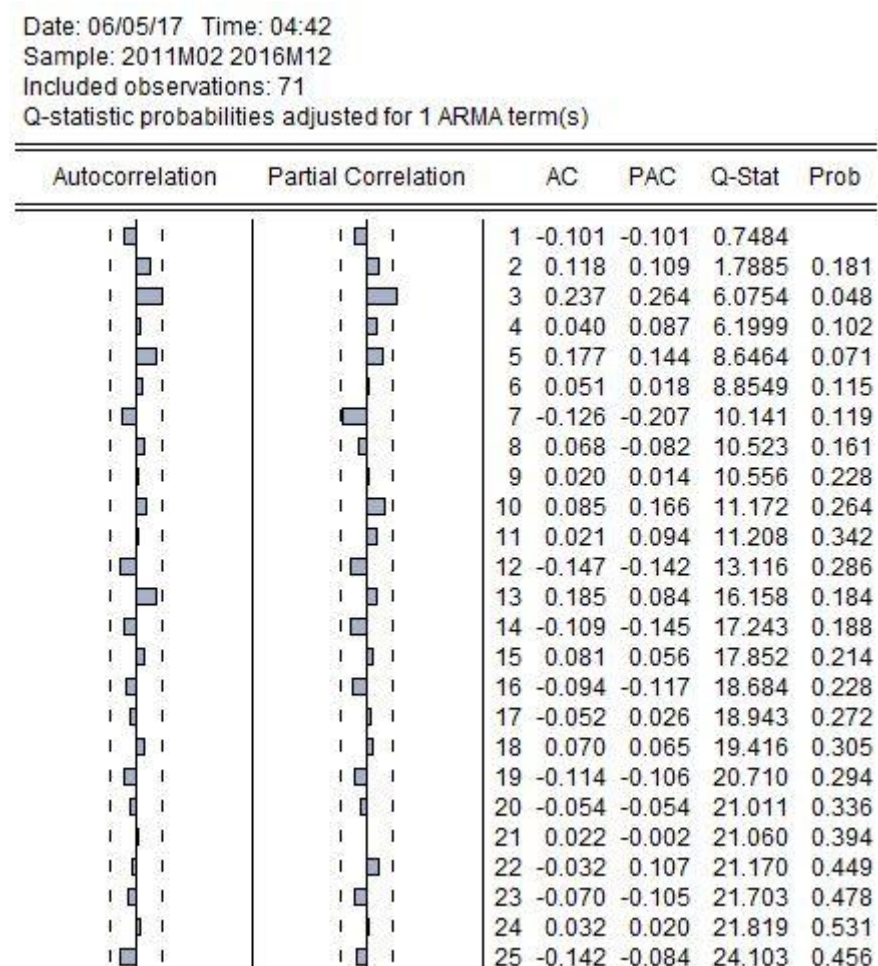 Date: 06/05/17 Time: 04:42
Sample: 2011M02 2016M12
Included observations: 71
Q-statistic probabilities adjusted for 1 ARMA term(s)
Autocorrelation Partial Correlation AC PAC Q-Stat Prob
1 -0.101 -0.101 0.7484
2 0.118 0.109 1.7885 0.181
3 0.237 0.264 6.0754 0.048
4 0.040 0.087 6.1999 0.102
5 0.177 0.144 8.6464 0.071
6 0.051 0.018 8.8549 0.115
7 -0.126 -0.207 10.141 0.119
8 0.068 -0.082 10.523 0.161
9 0.020 0.014 10.556 0.228
10 0.085 0.166 11.172 0.264
11 0.021 0.094 11.208 0.342
12 -0.147 -0.142 13.116 0.286
13 0.185 0.084 16.158 0.184
14 -0.109 -0.145 17.243 0.188
15 0.081 0.056 17.852 0.214
16 -0.094 -0.117 18.684 0.228
17 -0.052 0.026 18.943 0.272
18 0.070 0.065 19.416 0.305
19 -0.114 -0.106 20.710 0.294
20 -0.054 -0.054 21.011 0.336
21 0.022 -0.002 21.060 0.394
22 -0.032 0.107 21.170 0.449
23 -0.070 -0.105 21.703 0.478
24 0.032 0.020 21.819 0.531
25 -0.142 -0.084 24.103 0.456